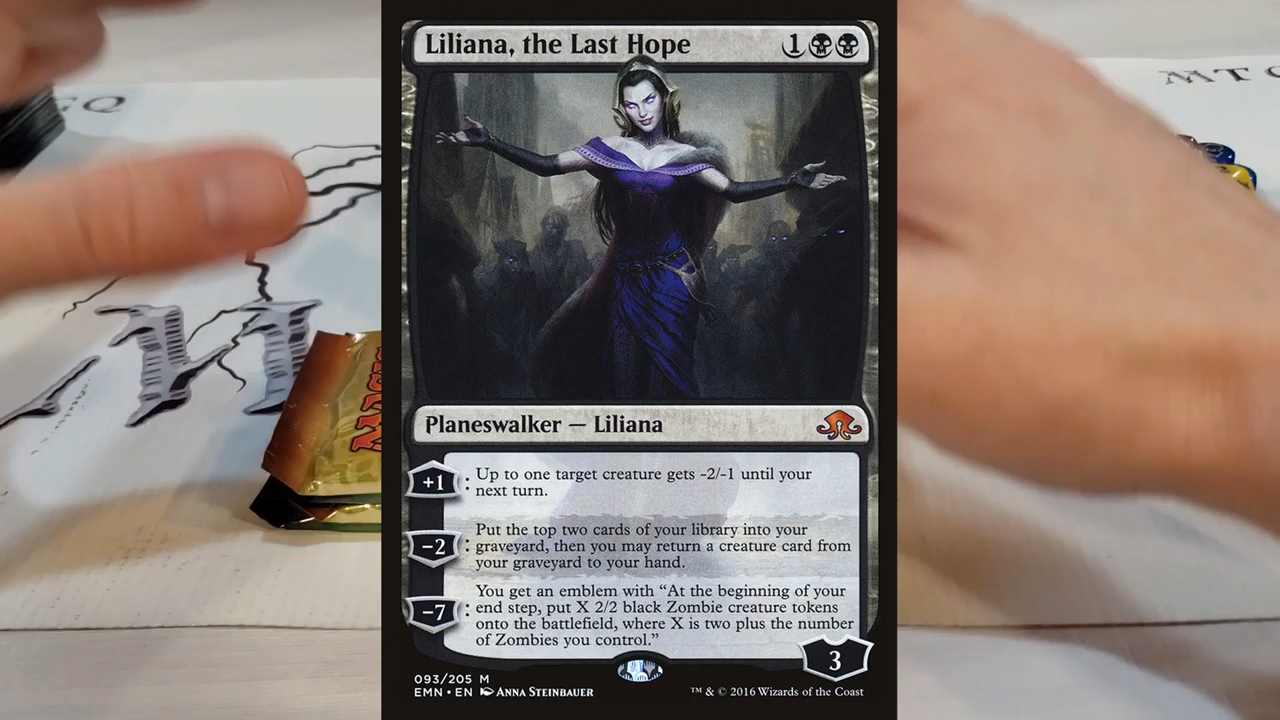 Liliana, the Last Hope 1
Planeswalker — Liliana
+1 : Up to one target creature gets -2/-1 until your
next turn.
-2 : Put the top two cards of your library into your
graveyard, then you may return a creature card from
your graveyard to your hand.
-7 : You get an emblem with “At the beginning of your
end step, put X 2/2 black Zombie creature tokens
onto the battlefield, where X is two plus the number
of Zombies you control.”
3
093/205 M
EMN • EN Anna Steinbauer
™ & © 2016 Wizards of the Coast
MAGIC